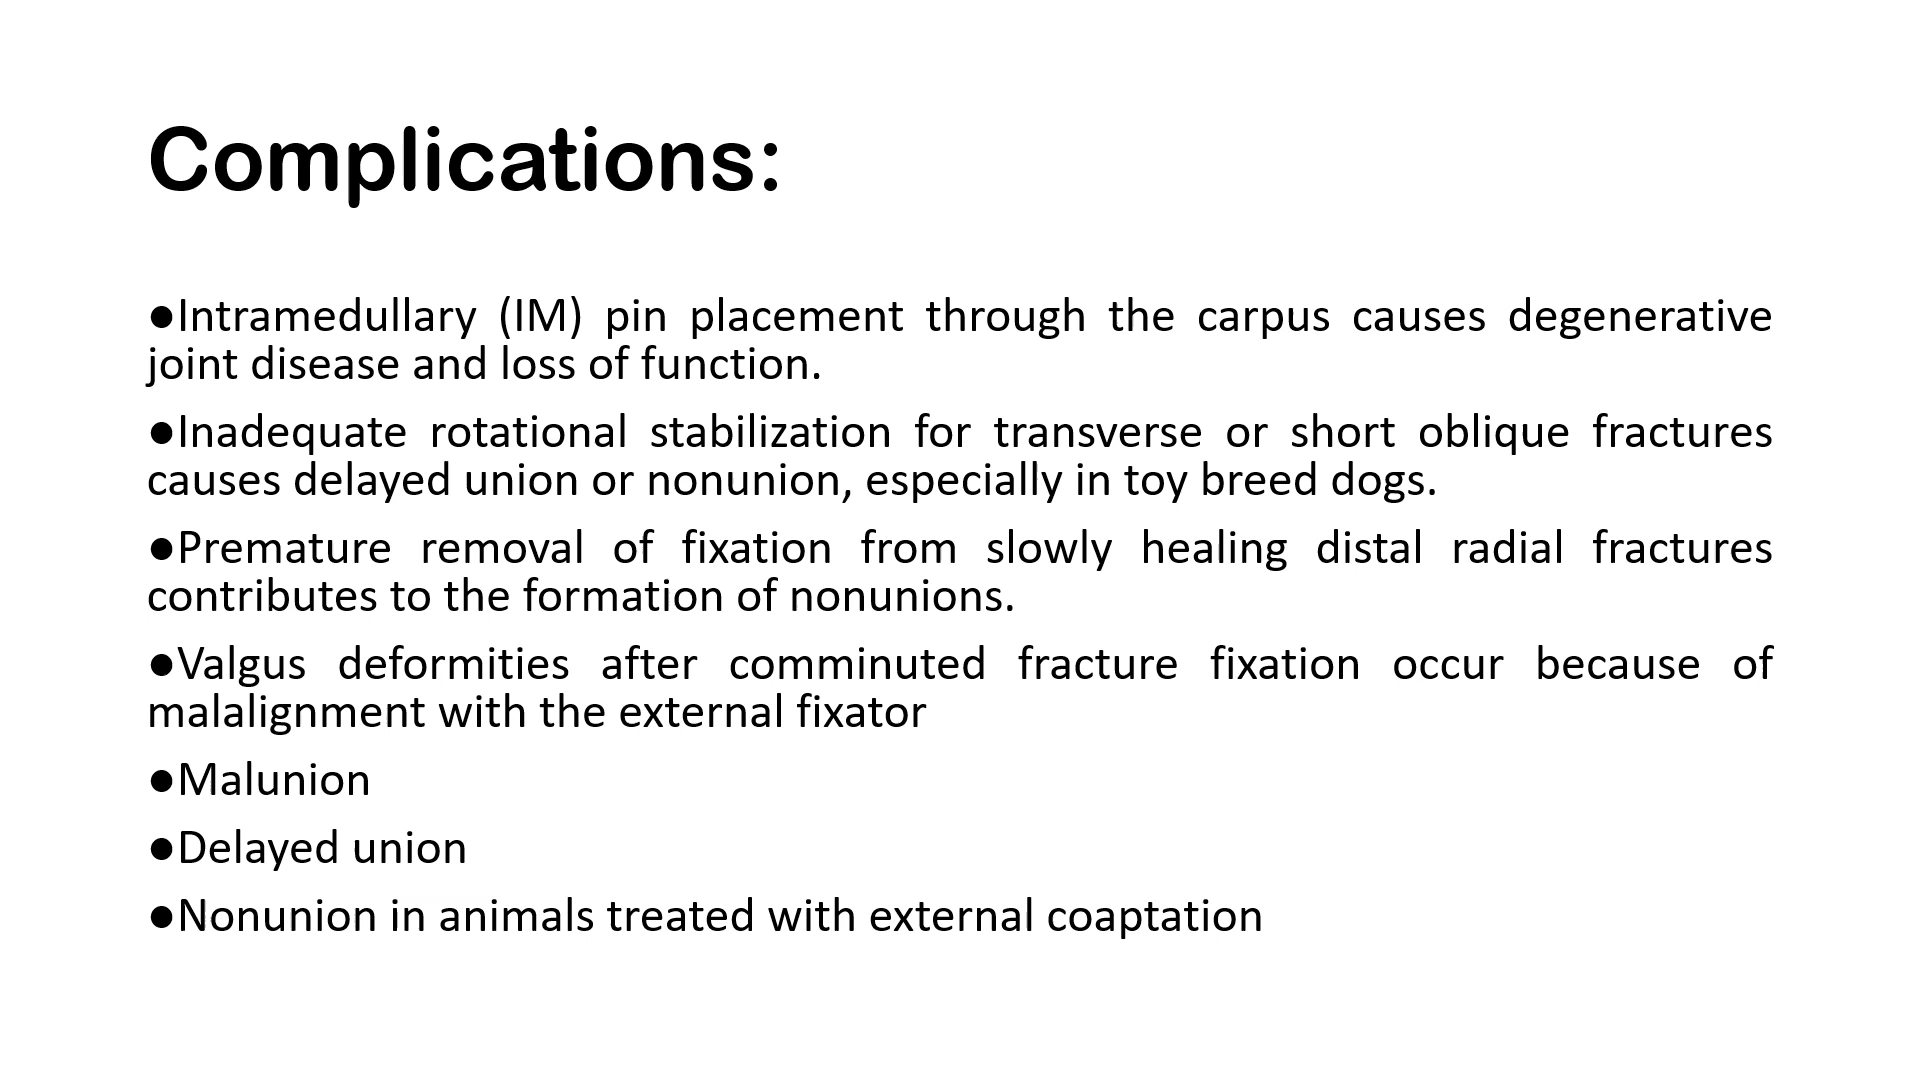 Complications:
●Intramedullary (IM) pin placement through the carpus causes degenerative
joint disease and loss of function.
●Inadequate rotational stabilization for transverse or short oblique fractures
causes delayed union or nonunion, especially in toy breed dogs.
●Premature removal of fixation from slowly healing distal radial fractures
contributes to the formation of nonunions.
●Valgus deformities after comminuted fracture fixation occur because of
malalignment with the external fixator
●Malunion
●Delayed union
●Nonunion in animals treated with external coaptation